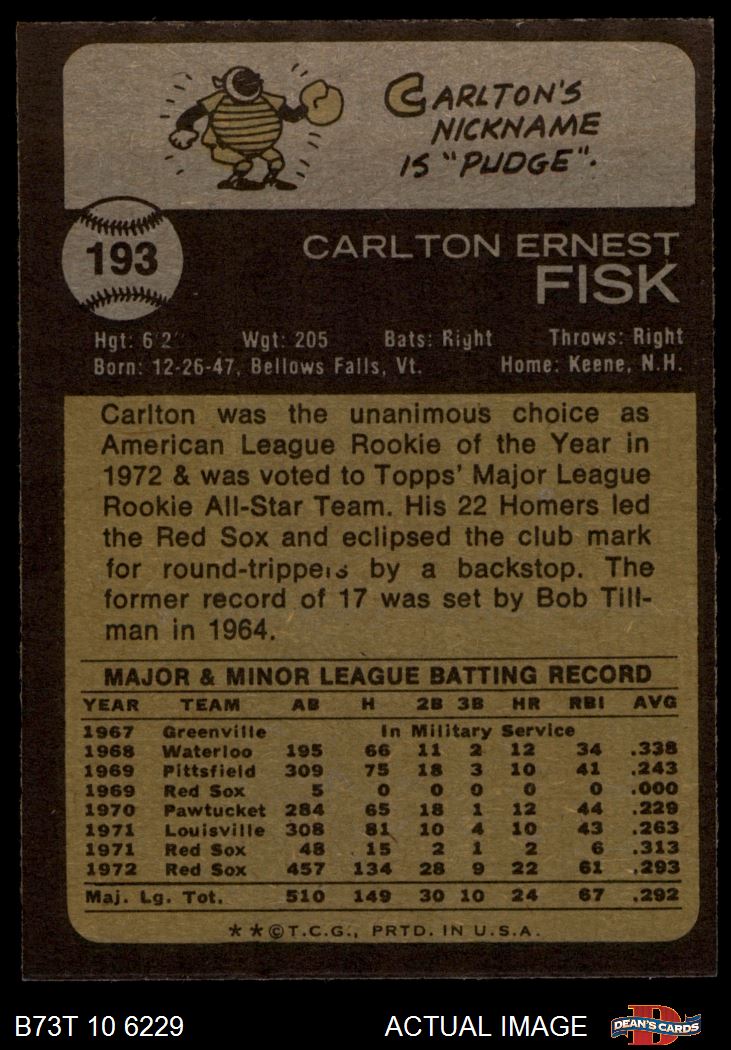 CARLTON'S
NICKNAME
IS "PUDGE".
193
CARLTON ERNEST
FISK
Hgt: 6'2" Wgt: 205 Bats: Right Throws: Right
Born: 12-26-47, Bellows Falls, Vt. Home: Keene, N.H.
Carlton was the unanimous choice as
American League Rookie of the Year in
1972 & was voted to Topps' Major League
Rookie All-Star Team. His 22 Homers led
the Red Sox and eclipsed the club mark
for round-trippers by a backstop. The
former record of 17 was set by Bob Till-
man in 1964.
MAJOR & MINOR LEAGUE BATTING RECORD
YEAR TEAM AB H 2B 3B HR RBI AVG
1967 Greenville In Military Service
1968 Waterloo 195 66 11 2 12 34 .338
1969 Pittsfield 309 75 18 3 10 41 .243
1969 Red Sox 5 0 0 0 0 0 .000
1970 Pawtucket 284 65 18 1 12 44 .229
1971 Louisville 308 81 10 4 10 43 .263
1971 Red Sox 48 15 2 1 2 6 .313
1972 Red Sox 457 134 28 9 22 61 .293
Maj. Lg. Tot. 510 149 30 10 24 67 .292
**©T.C.G., PRTD. IN U.S.A.
B73T 10 6229 ACTUAL IMAGE D DEAN'S CARDS